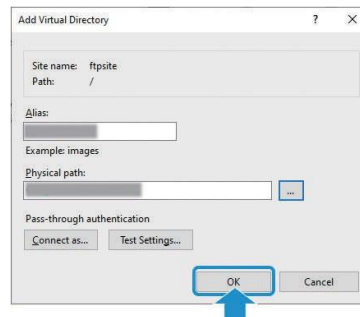 Add Virtual Directory ? X
Site name: ftpsite
Path: /
Alias:
Example: images
Physical path:
...
Pass-through authentication
Connect as... Test Settings...
OK Cancel